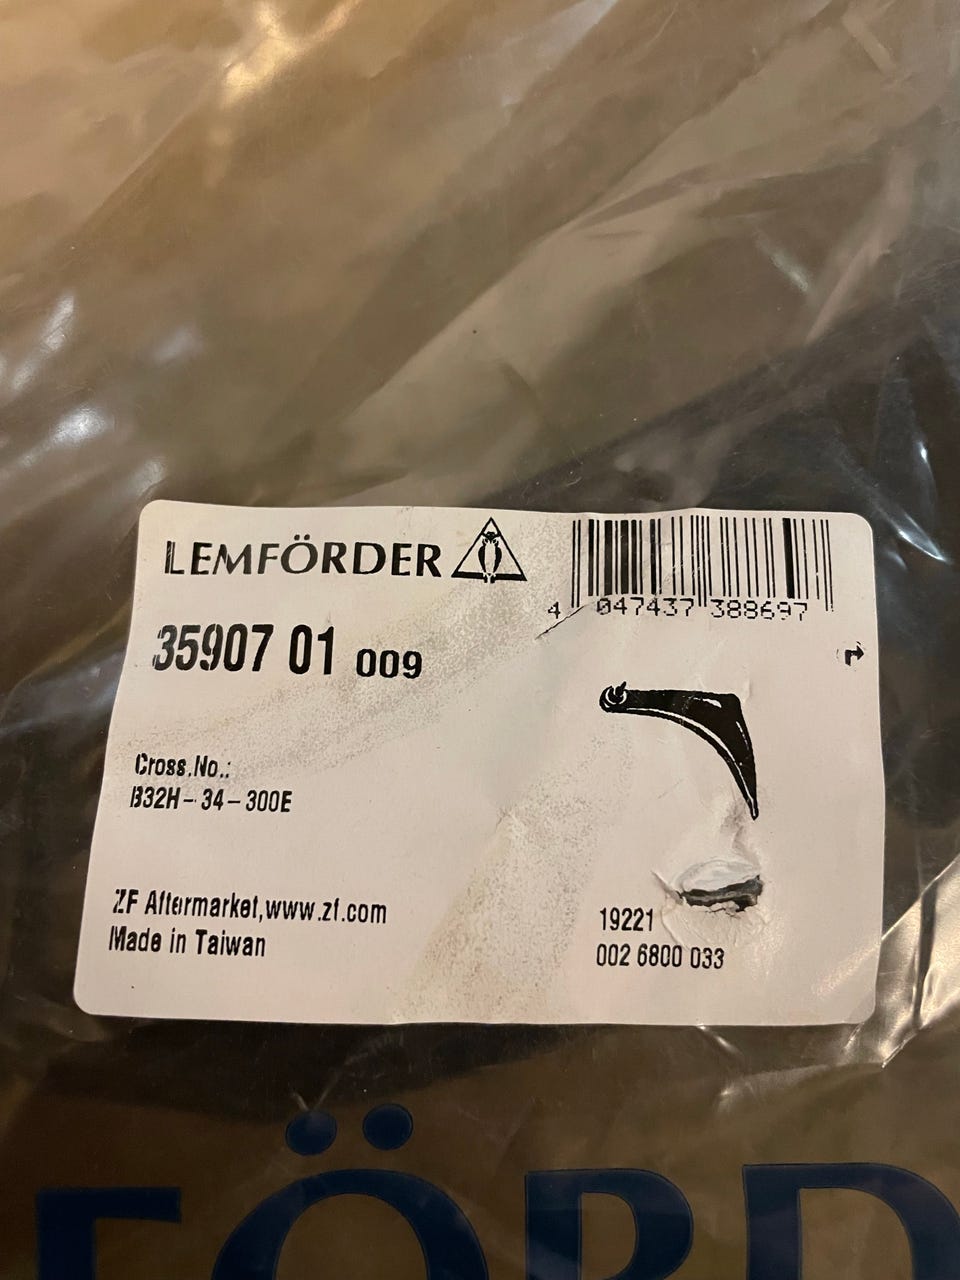 LEMFÖRDER
4 047437 388697
35907 01 009
Cross.No.:
B32H-34-300E
ZF Aftermarket,www.zf.com
Made in Taiwan
19221
002 6800 033
FÖRD